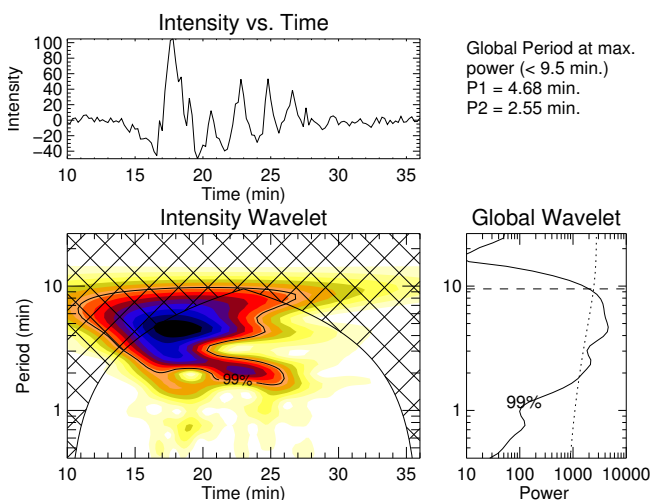 Intensity vs. Time
100
80
60
40
20
0
-20
-40
Intensity
10 15 20 25 30 35
Time (min)
Global Period at max.
power (< 9.5 min.)
P1 = 4.68 min.
P2 = 2.55 min.
Intensity Wavelet
10
1
Period (min)
99%
10 15 20 25 30 35
Time (min)
Global Wavelet
10
1
99%
10 100 1000 10000
Power